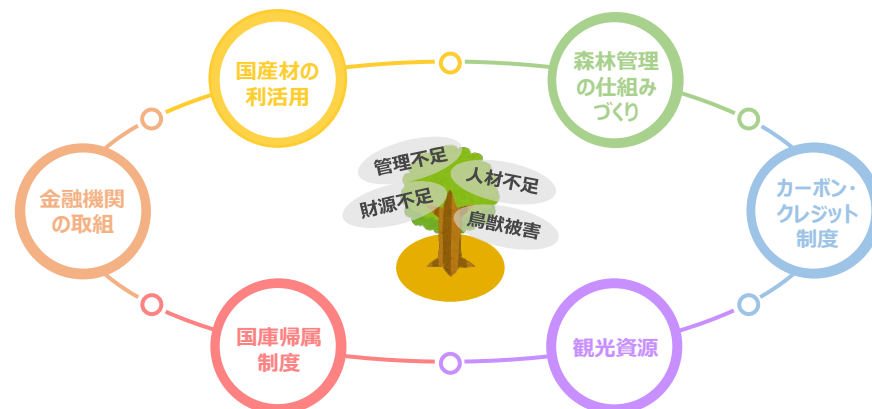 国産材の
利活用
森林管理
の仕組み
づくり
管理不足
人材不足
財源不足
鳥獣被害
金融機関
の取組
カーボン・
クレジット
制度
国庫帰属
制度
観光資源